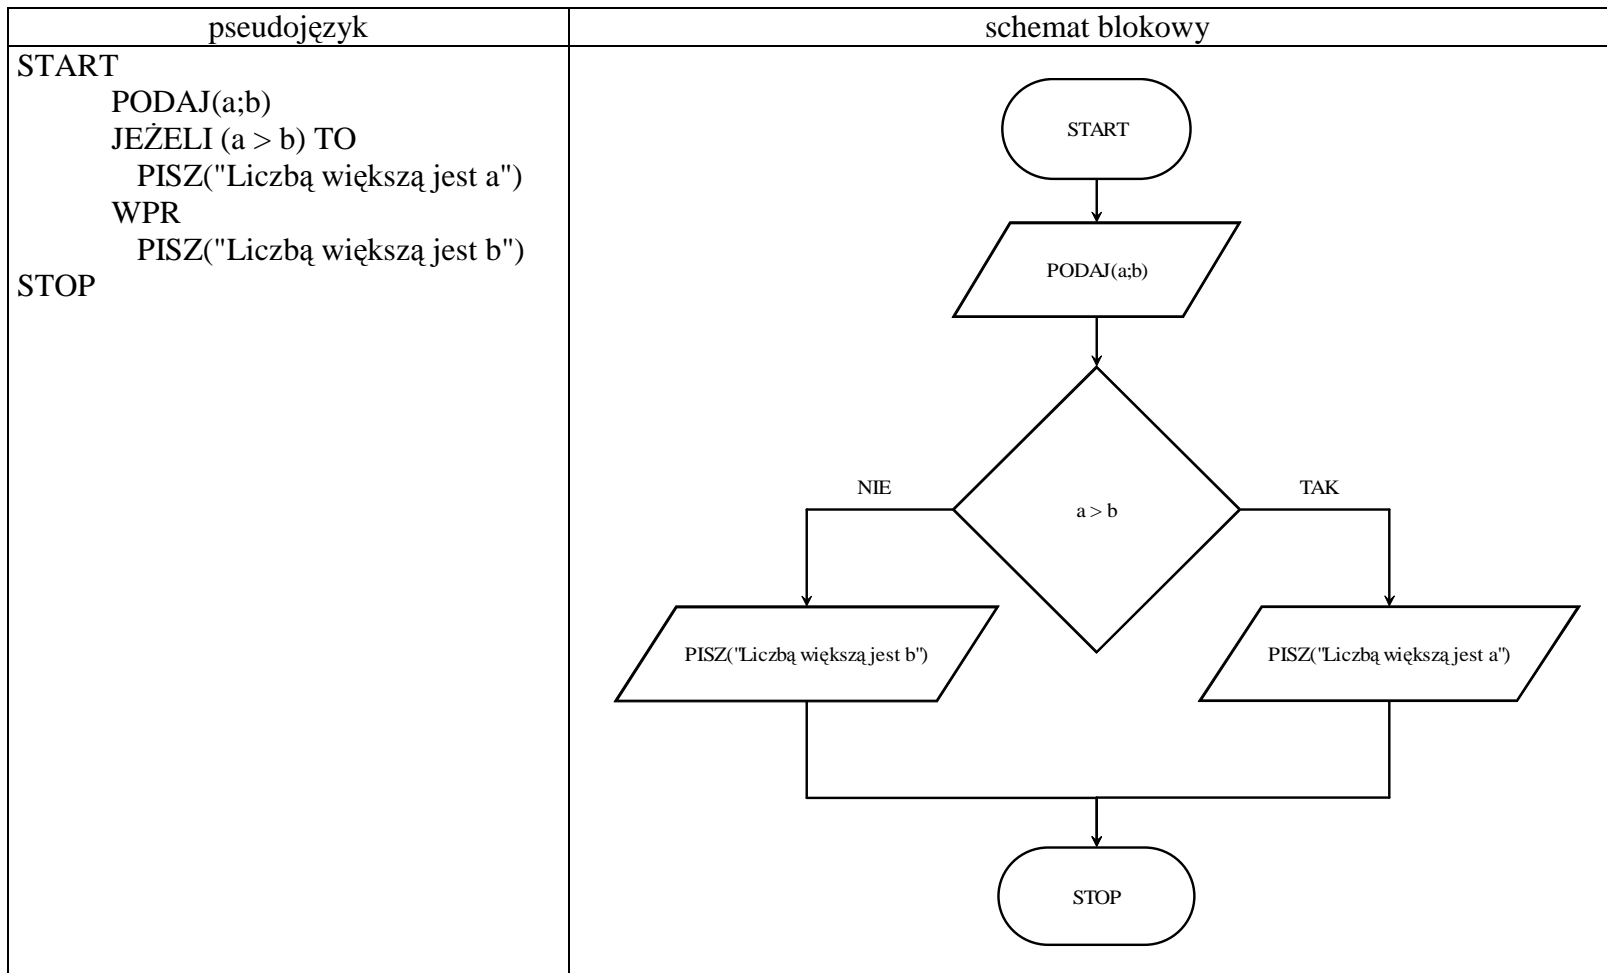 pseudojęzyk
schemat blokowy
START
PODAJ(a;b)
JEŻELI (a > b) TO
PISZ("Liczbą większą jest a")
WPR
PISZ("Liczbą większą jest b")
STOP
START
PODAJ(a;b)
NIE
TAK
a > b
PISZ("Liczbą większą jest b")
PISZ("Liczbą większą jest a")
STOP